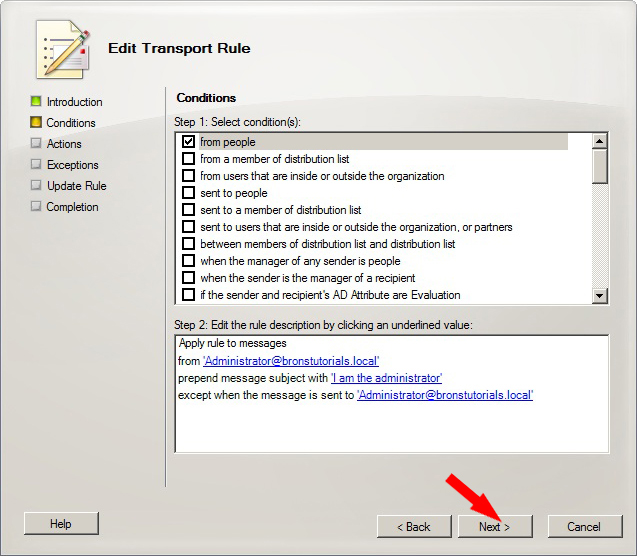 Edit Transport Rule
Introduction
Conditions
Actions
Exceptions
Update Rule
Completion
Conditions
Step 1: Select condition(s):
from people
from a member of distribution list
from users that are inside or outside the organization
sent to people
sent to a member of distribution list
sent to users that are inside or outside the organization, or partners
between members of distribution list and distribution list
when the manager of any sender is people
when the sender is the manager of a recipient
if the sender and recipient's AD Attribute are Evaluation
Step 2: Edit the rule description by clicking an underlined value:
Apply rule to messages
from 'Administrator@bronstutorials.local'
prepend message subject with 'I am the administrator'
except when the message is sent to 'Administrator@bronstutorials.local'
Help
< Back
Next >
Cancel